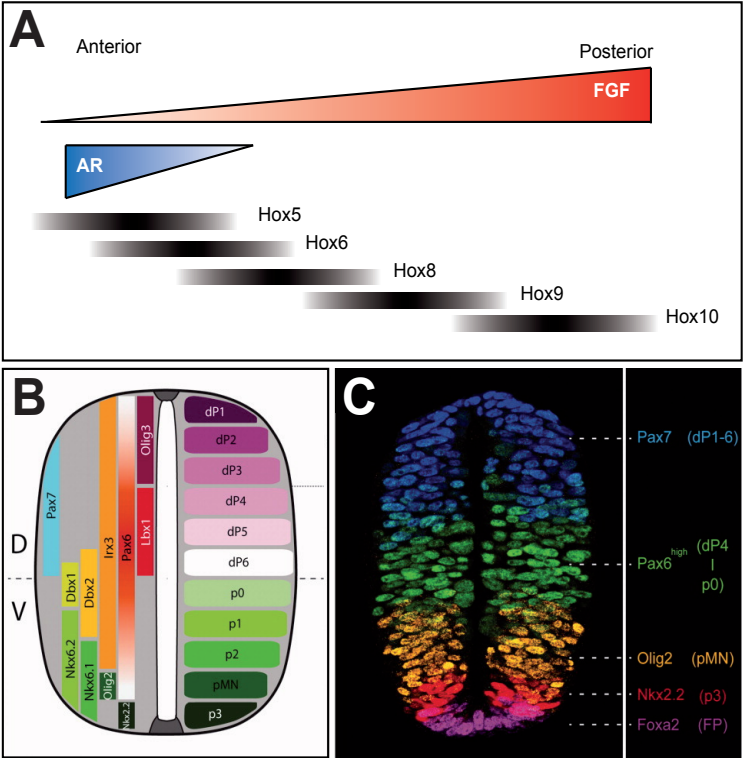 A
Anterior
Posterior
FGF
AR
Hox5
Hox6
Hox8
Hox9
Hox10
B
D
V
Pax7
Dbx1
Nkx6.2
Dbx2
Nkx6.1
Irx3
Olig2
Pax6
Nkx2.2
Olig3
Lbx1
dP1
dP2
dP3
dP4
dP5
dP6
p0
p1
p2
pMN
p3
C
Pax7 (dP1-6)
Pax6 high (dP4
I
p0)
Olig2 (pMN)
Nkx2.2 (p3)
Foxa2 (FP)